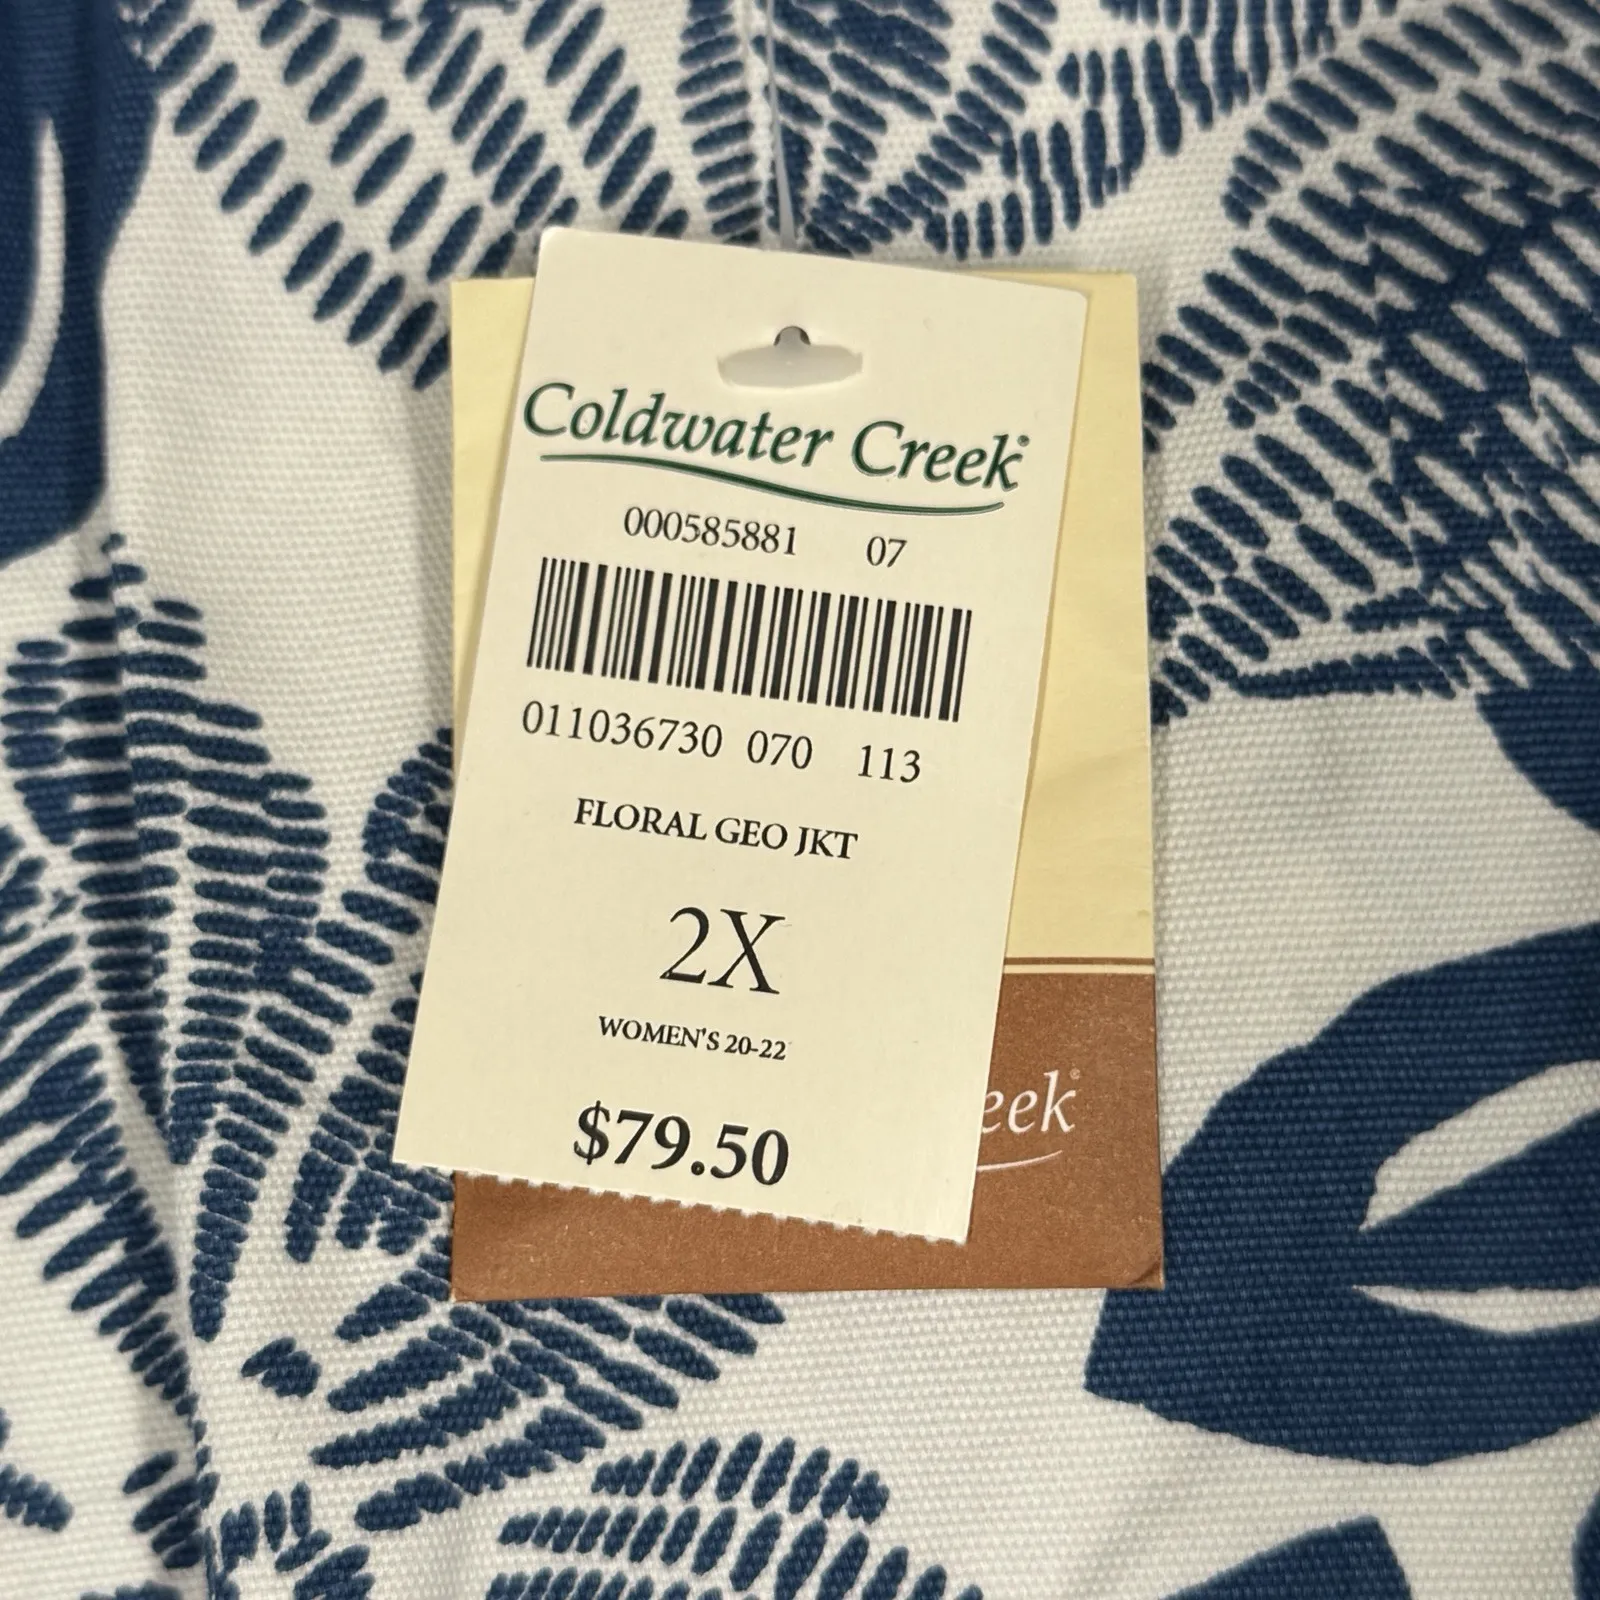 Coldwater Creek®
000585881 07
011036730 070 113
FLORAL GEO JKT
2X
WOMEN'S 20-22
$79.50
eek®